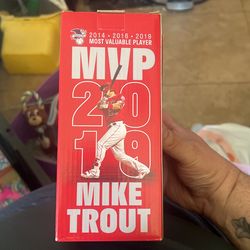 2014 • 2016 • 2019
MOST VALUABLE PLAYER
MVP
20
19
MIKE
TROUT